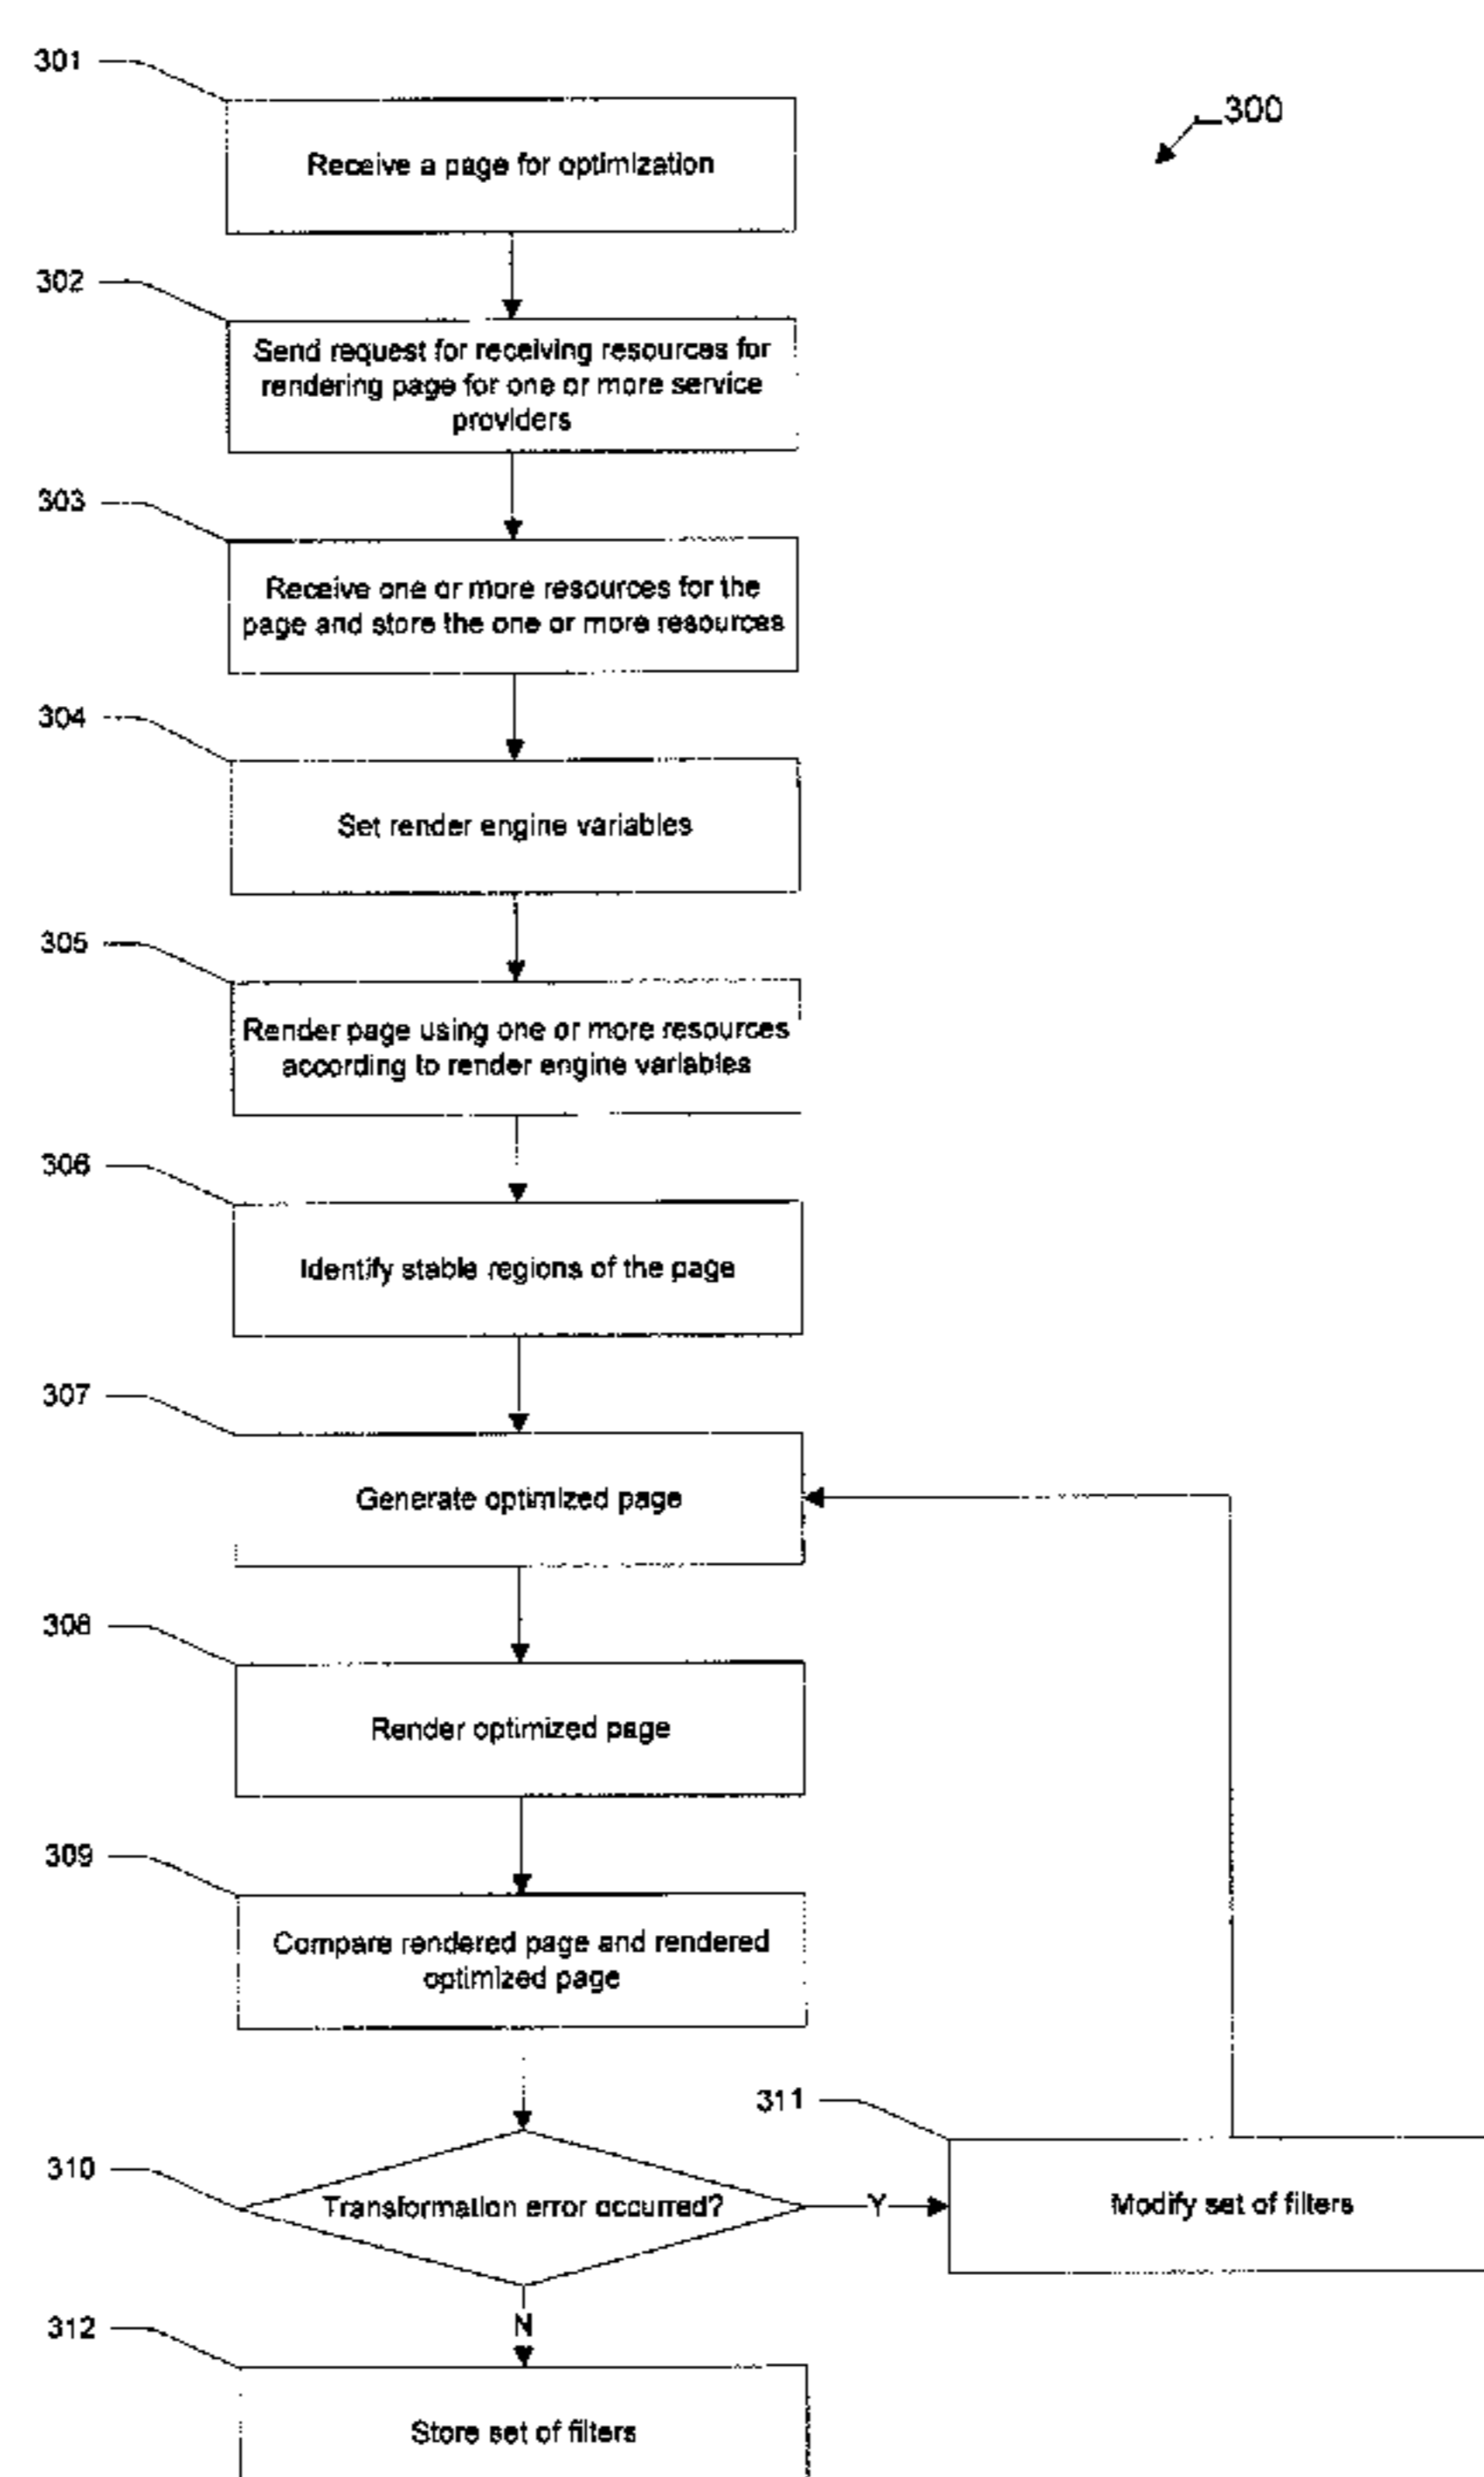 301
300
Receive a page for optimization
302
Send request for receiving resources for
rendering page for one or more service
providers
303
Receive one or more resources for the
page and store the one or more resources
304
Set render engine variables
305
Render page using one or more resources
according to render engine variables
306
Identify stable regions of the page
307
Generate optimized page
308
Render optimized page
309
Compare rendered page and rendered
optimized page
311
310
Transformation error occurred?
Y
Modify set of filters
N
312
Store set of filters